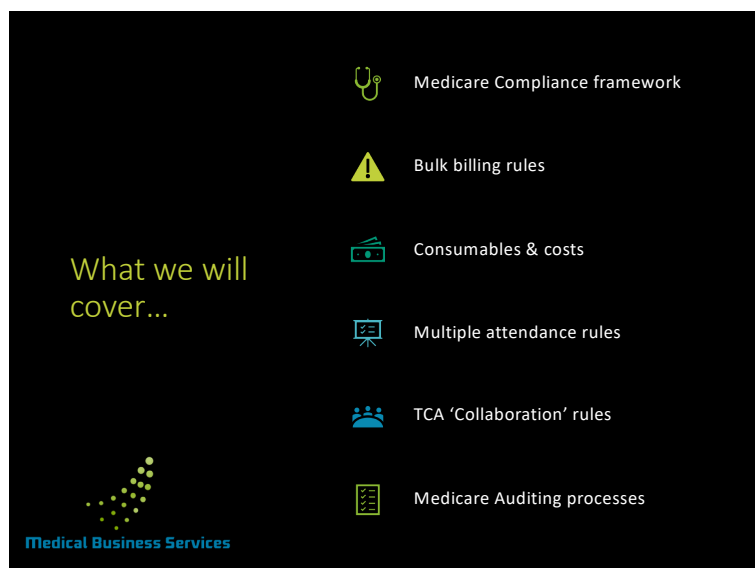 What we will
cover…
Medicare Compliance framework
Bulk billing rules
Consumables & costs
Multiple attendance rules
TCA ‘Collaboration’ rules
Medicare Auditing processes
Medical Business Services